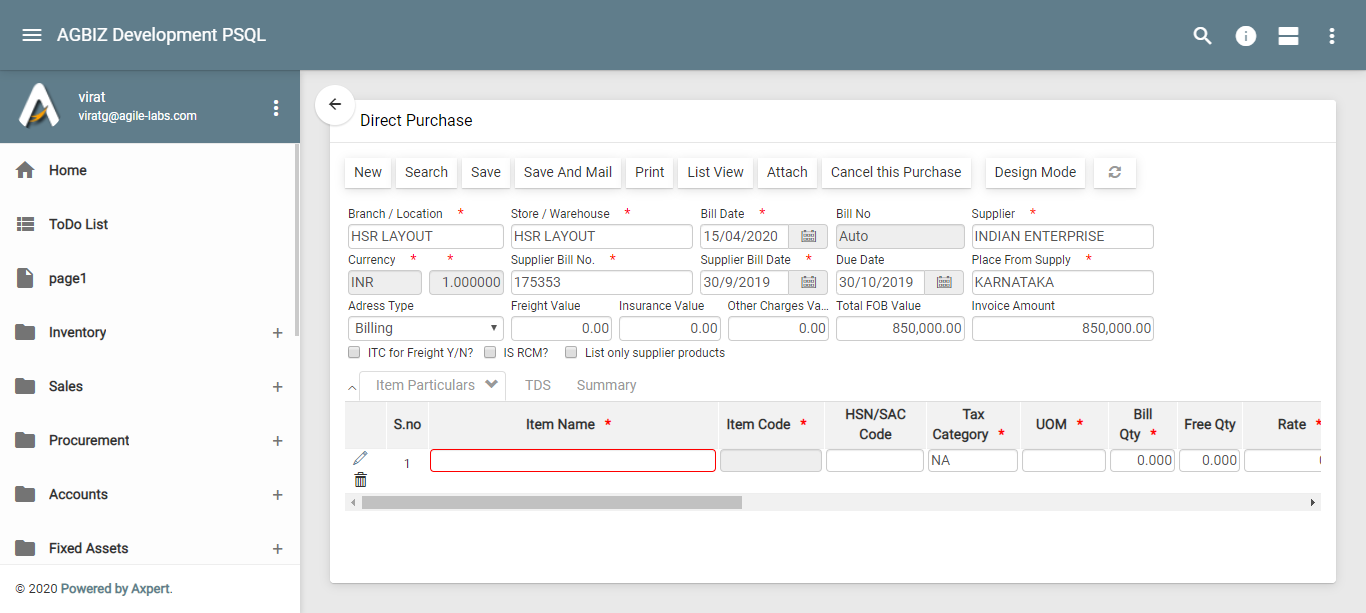 AGBIZ Development PSQL
virat
viratg@agile-labs.com
Home
ToDo List
page1
Inventory +
Sales +
Procurement +
Accounts +
Fixed Assets +
© 2020 Powered by Axpert.
Direct Purchase
New Search Save Save And Mail Print List View Attach Cancel this Purchase Design Mode
Branch / Location * Store / Warehouse * Bill Date * Bill No Supplier *
HSR LAYOUT HSR LAYOUT 15/04/2020 Auto INDIAN ENTERPRISE
Currency * * Supplier Bill No. * Supplier Bill Date * Due Date Place From Supply *
INR 1.000000 175353 30/9/2019 30/10/2019 KARNATAKA
Adress Type Freight Value Insurance Value Other Charges Va... Total FOB Value Invoice Amount
Billing 0.00 0.00 0.00 850,000.00 850,000.00
ITC for Freight Y/N? IS RCM? List only supplier products
Item Particulars TDS Summary
S.no Item Name * Item Code * HSN/SAC Code Tax Category * UOM * Bill Qty * Free Qty Rate *
1 NA 0.000 0.000